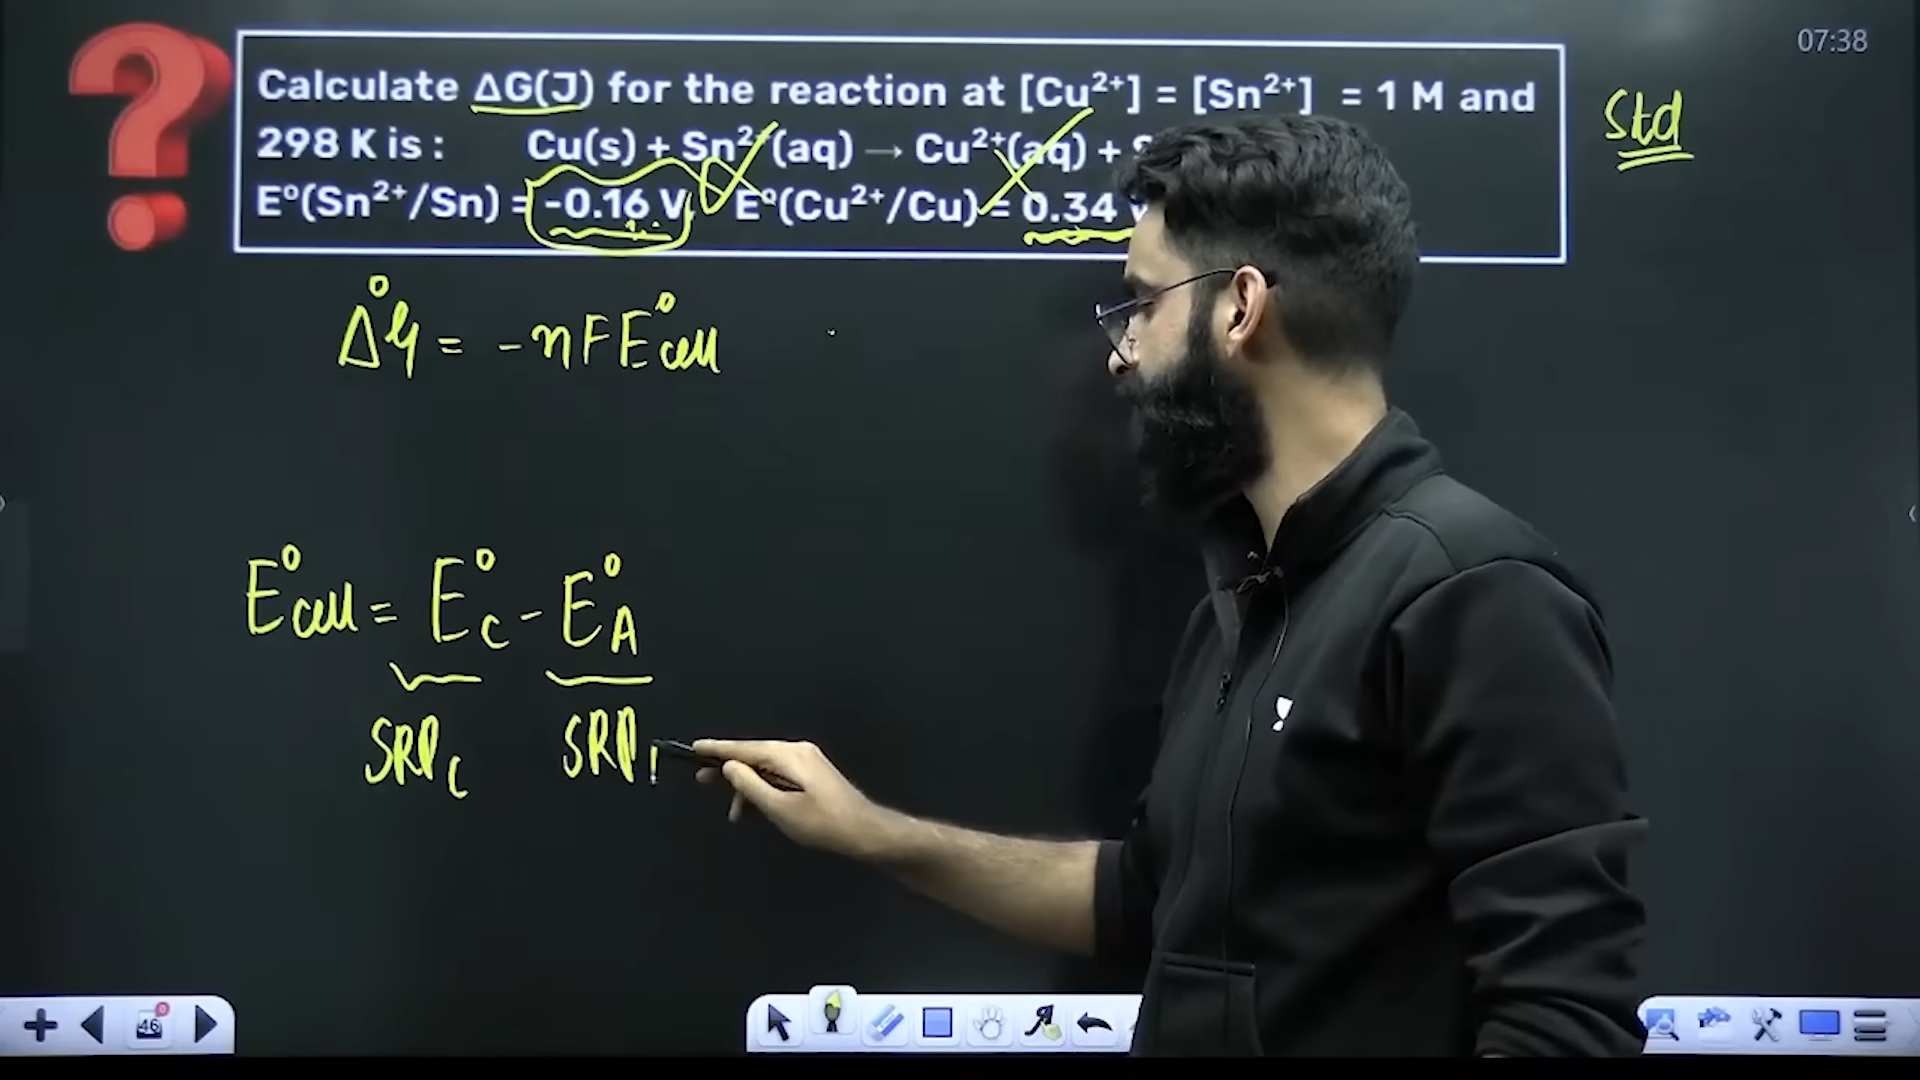 07:38
Calculate ΔG(J) for the reaction at [Cu²⁺] = [Sn²⁺] = 1 M and
298 K is : Cu(s) + Sn²⁺(aq) → Cu²⁺(aq) +
E°(Sn²⁺/Sn) = -0.16 V, E°(Cu²⁺/Cu) = 0.34
Std
Δ°G = -nFE°cell
E°cell = E°C - E°A
SRPC SRP
46